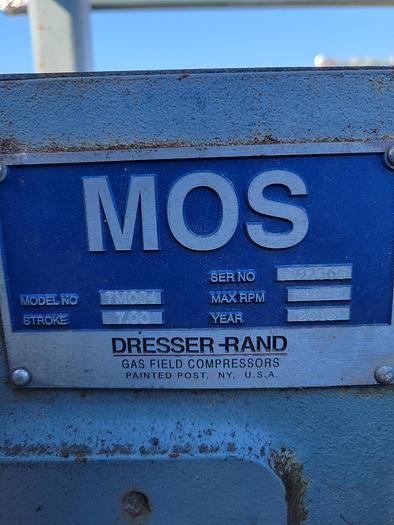 MOS
SER NO
MODEL NO 7MOS4 MAX RPM
STROKE 7.00 YEAR
DRESSER-RAND
GAS FIELD COMPRESSORS
PAINTED POST, NY, U.S.A.